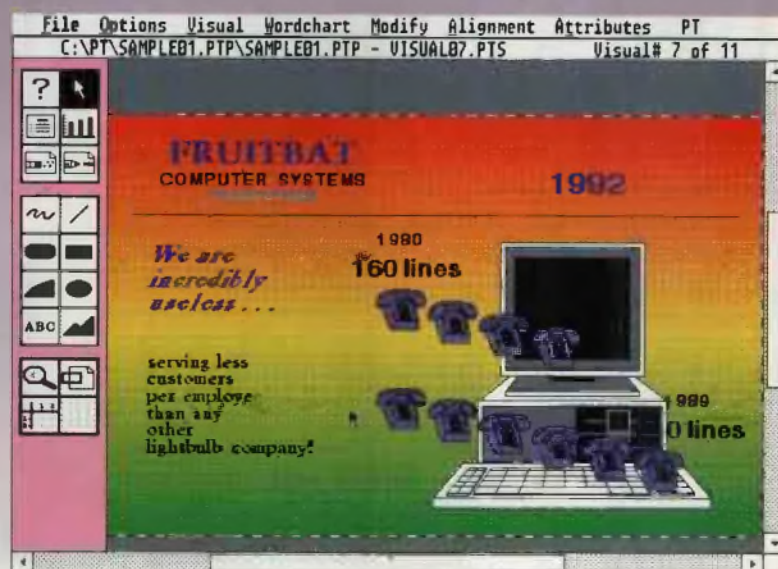 File Options Visual Wordchart Modify Alignment Attributes PT
C:\PT\SAMPLE01.PTP\SAMPLE01.PTP - VISUAL07.PTS Visual# 7 of 11
?
FRUITBAT
COMPUTER SYSTEMS
1992
1980
160 lines
We are
incredibly
useless...
serving less
customers
per employe
than any
other
lightbulb company!
989
0 lines
ABC